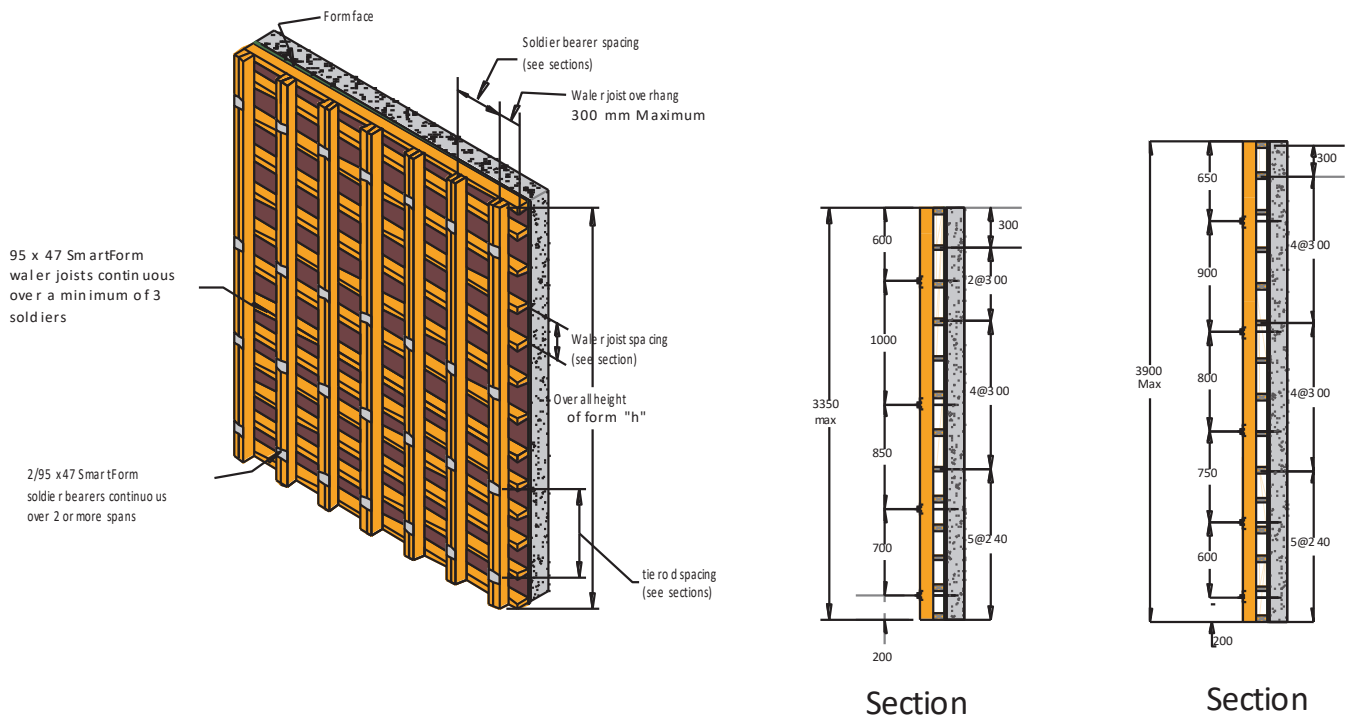 Form face
Soldier bearer spacing
(see sections)
Waler joist overhang
300 mm Maximum
95 x 47 SmartForm
waler joists continuous
over a minimum of 3
soldiers
Waler joist spacing
(see section)
Over all height
of form "h"
2/95 x47 SmartForm
soldier bearers continuous
over 2 or more spans
tie rod spacing
(see sections)
600
1000
850
700
200
3350
max
300
2@300
4@300
5@240
Section
650
900
800
750
600
200
3900
Max
300
4@300
4@300
5@240
Section